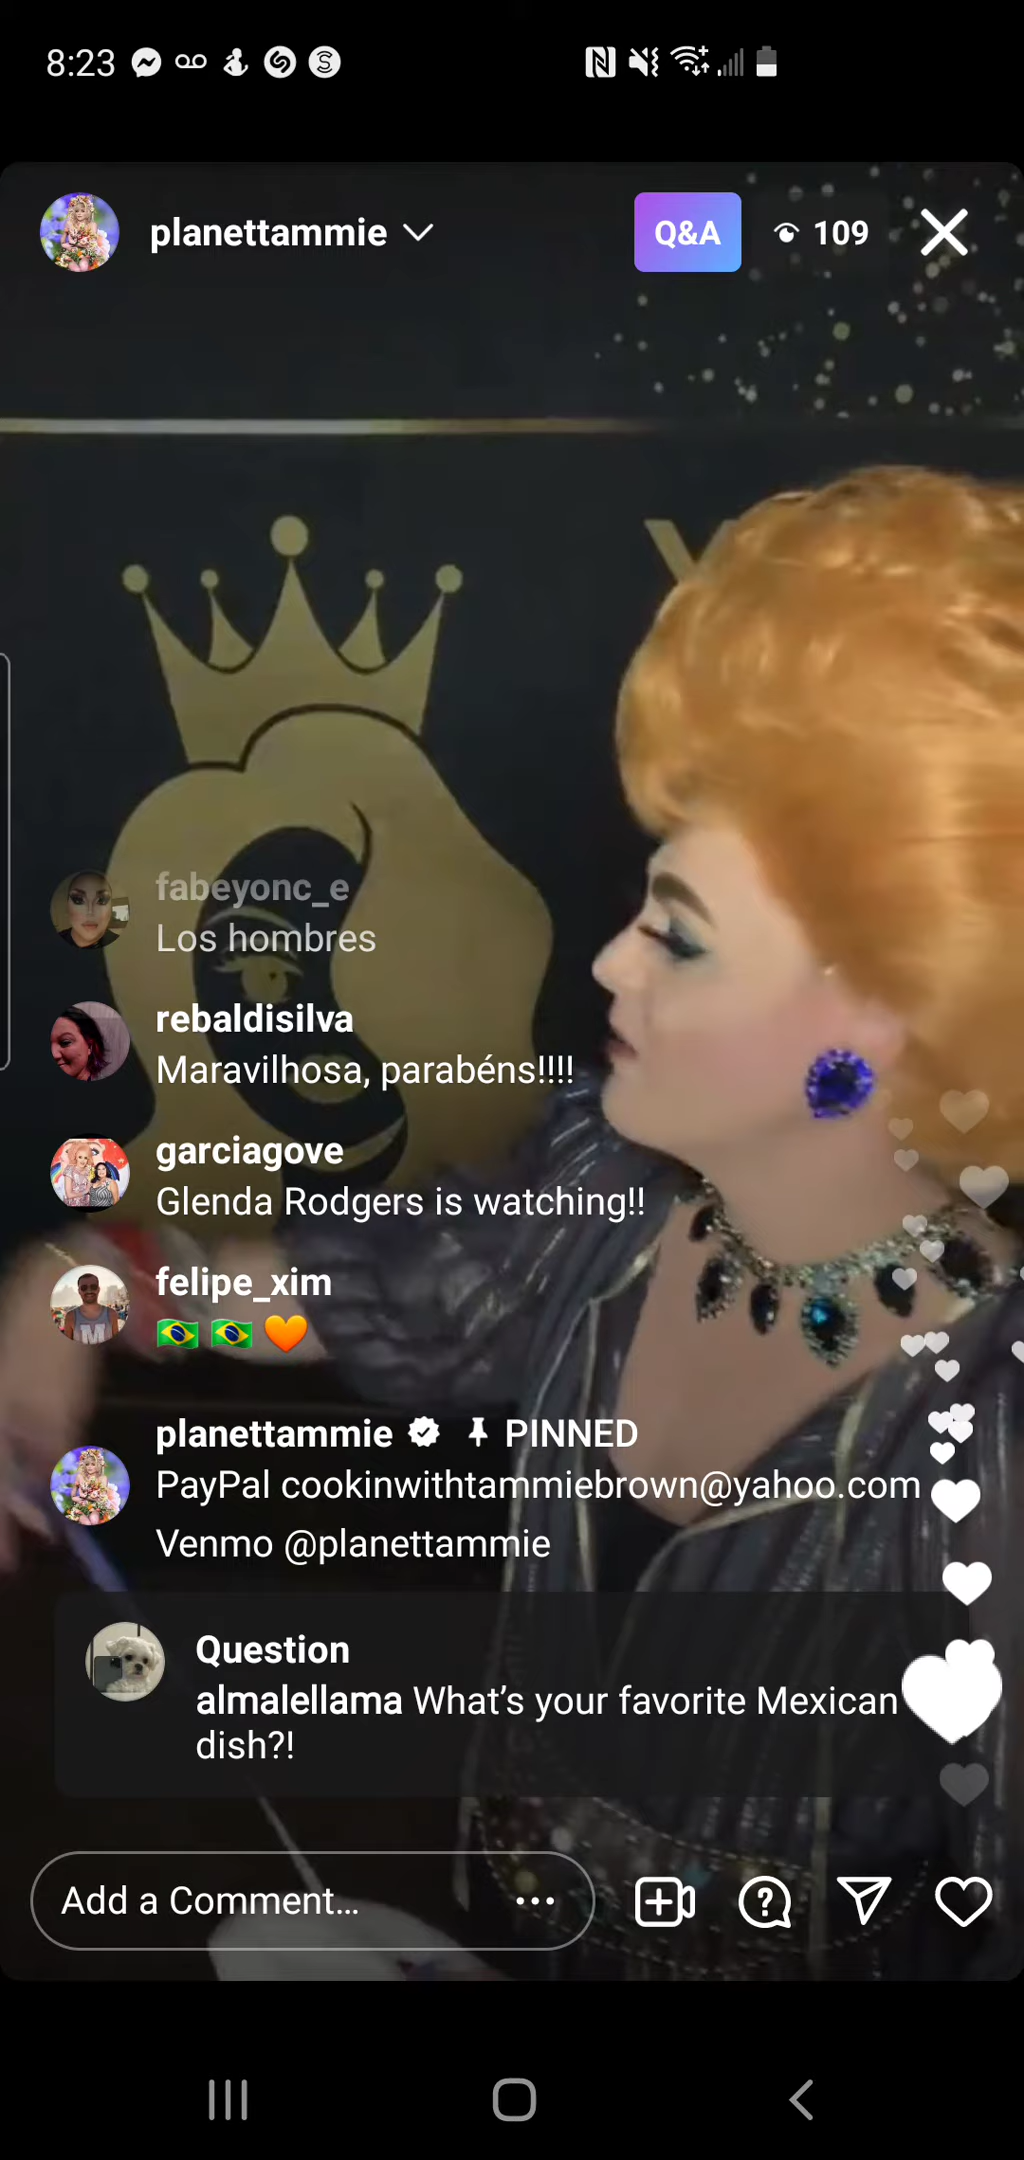 8:23
planettammie
Q&A
109
Y
fabeyonc_e
Los hombres
rebaldisilva
Maravilhosa, parabéns!!!!
garciagove
Glenda Rodgers is watching!!
felipe_xim
🇧🇷 🇧🇷 🧡
M
planettammie PINNED
PayPal cookinwithtammiebrown@yahoo.com
Venmo @planettammie
Question
almalellama What’s your favorite Mexican
dish?!
Add a Comment…